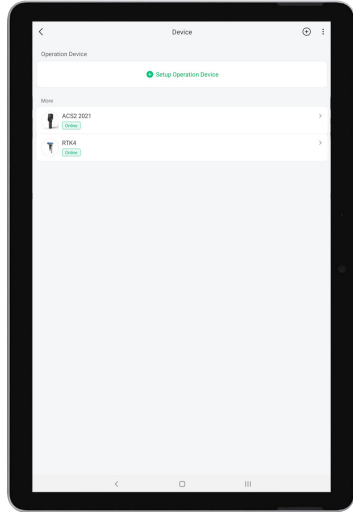 Device
Operation Device
Setup Operation Device
More
ACS2 2021
Online
RTK4
Online